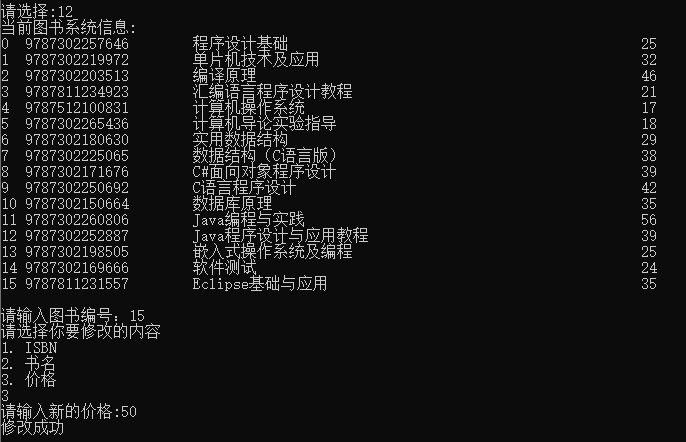 请选择:12
当前图书系统信息:
0 9787302257646 程序设计基础 25
1 9787302219972 单片机技术及应用 32
2 9787302203513 编译原理 46
3 9787811234923 汇编语言程序设计教程 21
4 9787512100831 计算机操作系统 17
5 9787302265436 计算机导论实验指导 18
6 9787302180630 实用数据结构 29
7 9787302225065 数据结构（C语言版） 38
8 9787302171676 C#面向对象程序设计 39
9 9787302250692 C语言程序设计 42
10 9787302150664 数据库原理 35
11 9787302260806 Java编程与实践 56
12 9787302252887 Java程序设计与应用教程 39
13 9787302198505 嵌入式操作系统及编程 25
14 9787302169666 软件测试 24
15 9787811231557 Eclipse基础与应用 35
请输入图书编号：15
请选择你要修改的内容
1. ISBN
2. 书名
3. 价格
3
请输入新的价格:50
修改成功